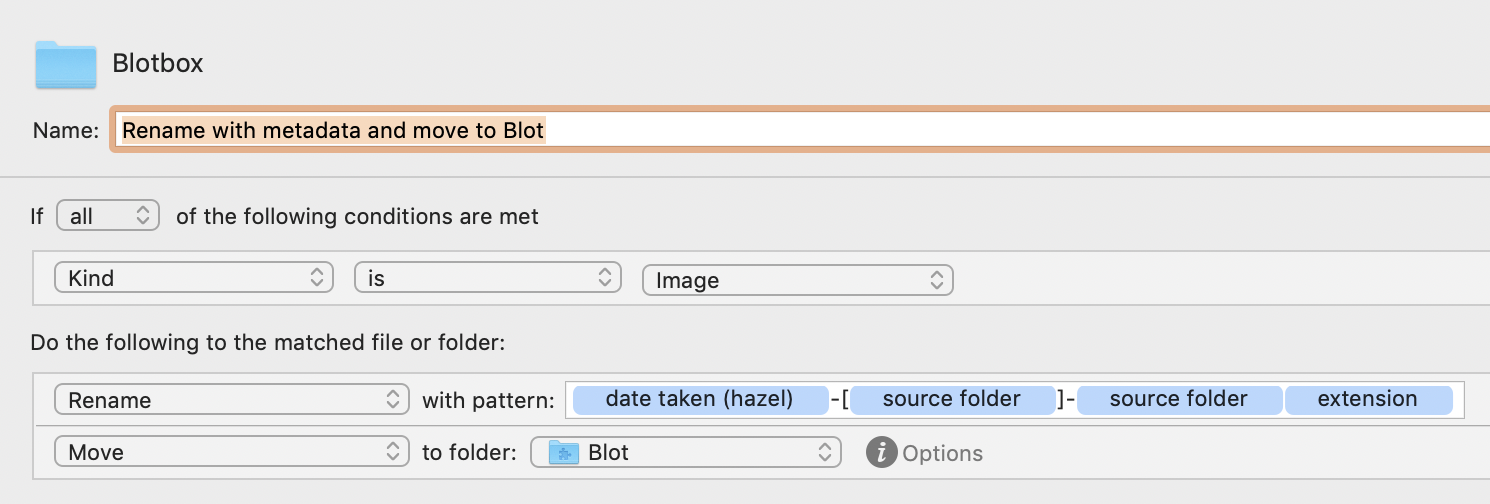 Blotbox
Name: Rename with metadata and move to Blot
If all of the following conditions are met
Kind is Image
Do the following to the matched file or folder:
Rename with pattern: date taken (hazel) -[ source folder ]- source folder extension
Move to folder: Blot i Options